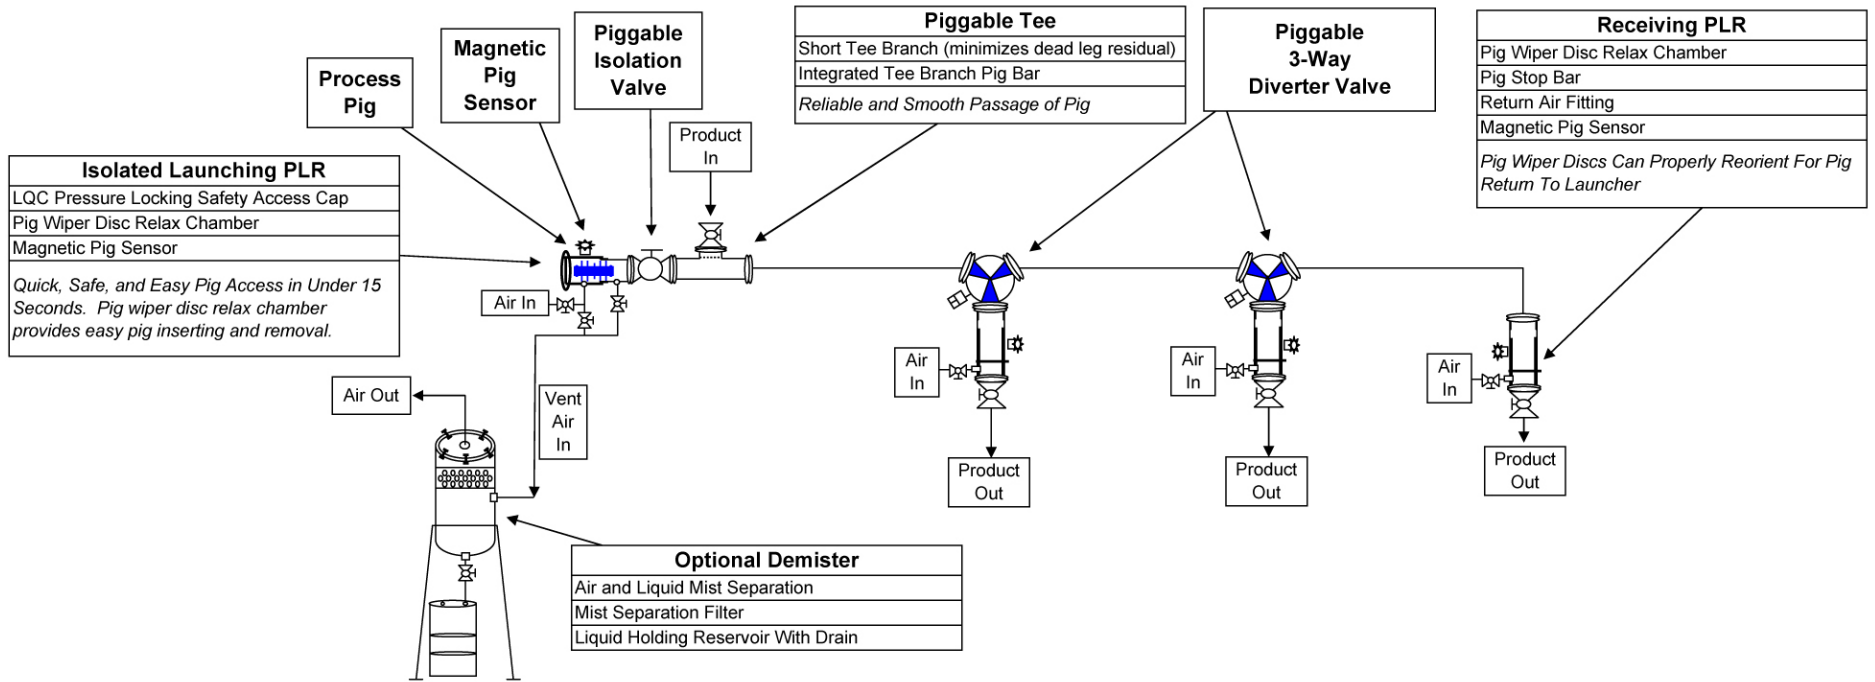 Process
Pig
Magnetic
Pig
Sensor
Piggable
Isolation
Valve
Product
In
Piggable Tee
Short Tee Branch (minimizes dead leg residual)
Integrated Tee Branch Pig Bar
Reliable and Smooth Passage of Pig
Piggable
3-Way
Diverter Valve
Receiving PLR
Pig Wiper Disc Relax Chamber
Pig Stop Bar
Return Air Fitting
Magnetic Pig Sensor
Pig Wiper Discs Can Properly Reorient For Pig
Return To Launcher
Isolated Launching PLR
LQC Pressure Locking Safety Access Cap
Pig Wiper Disc Relax Chamber
Magnetic Pig Sensor
Quick, Safe, and Easy Pig Access in Under 15
Seconds. Pig wiper disc relax chamber
provides easy pig inserting and removal.
Air In
Air Out
Vent
Air
In
Air
In
Product
Out
Air
In
Product
Out
Air
In
Product
Out
Optional Demister
Air and Liquid Mist Separation
Mist Separation Filter
Liquid Holding Reservoir With Drain